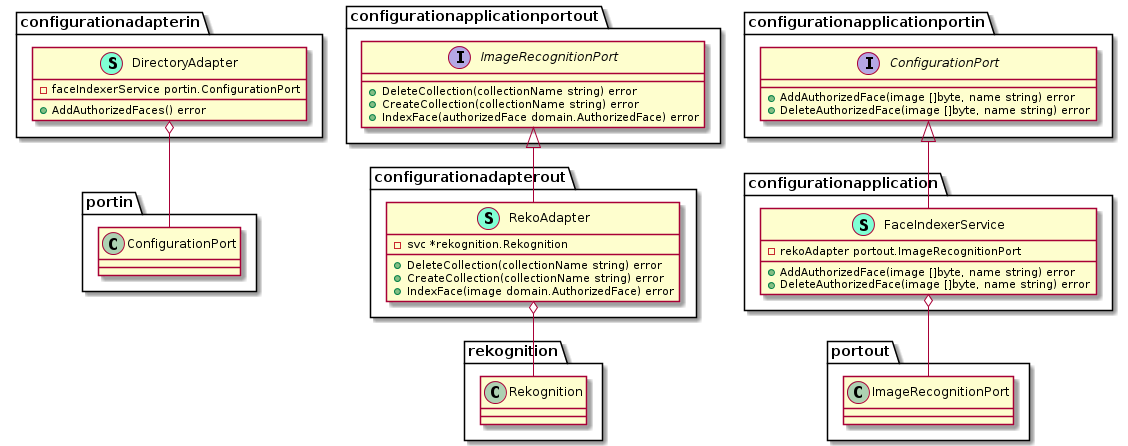 configurationadapterin
S DirectoryAdapter
faceIndexerService portin.ConfigurationPort
AddAuthorizedFaces() error
portin
C ConfigurationPort
configurationapplicationportout
I ImageRecognitionPort
DeleteCollection(collectionName string) error
CreateCollection(collectionName string) error
IndexFace(authorizedFace domain.AuthorizedFace) error
configurationadapterout
S RekoAdapter
svc *rekognition.Rekognition
DeleteCollection(collectionName string) error
CreateCollection(collectionName string) error
IndexFace(image domain.AuthorizedFace) error
rekognition
C Rekognition
configurationapplicationportin
I ConfigurationPort
AddAuthorizedFace(image []byte, name string) error
DeleteAuthorizedFace(image []byte, name string) error
configurationapplication
S FaceIndexerService
rekoAdapter portout.ImageRecognitionPort
AddAuthorizedFace(image []byte, name string) error
DeleteAuthorizedFace(image []byte, name string) error
portout
C ImageRecognitionPort